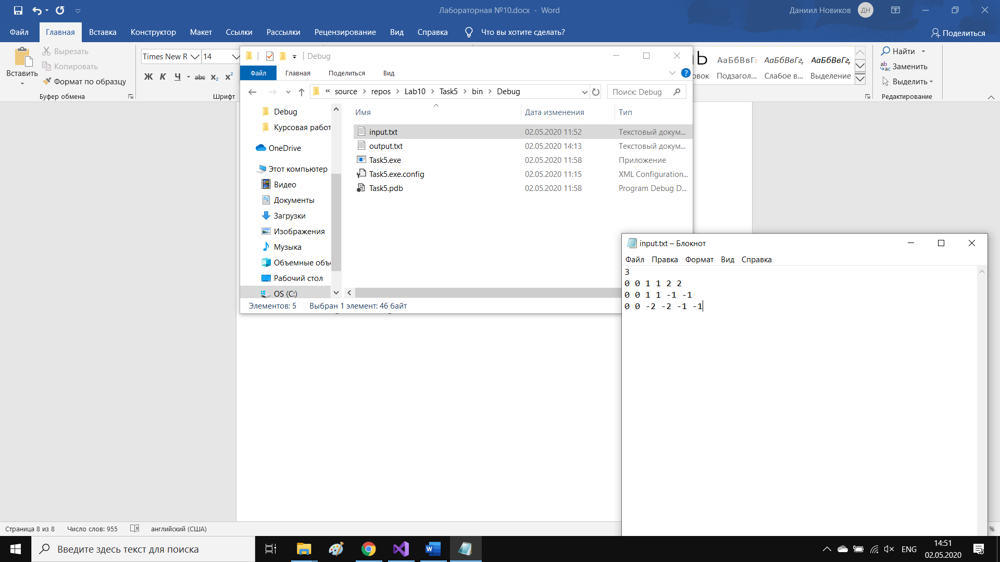 Лабораторная №10.docx - Word
Даниил Новиков ДН
Файл Главная Вставка Конструктор Макет Ссылки Рассылки Рецензирование Вид Справка Что вы хотите сделать? Поделиться
Вставить
Вырезать
Копировать
Формат по образцу
Буфер обмена
Times New R 14
Ж К Ч abc x₂ x²
Шрифт
АаБбВвГг, АаБбВвГг,
Подзагол... Слабое в... Выделение
Найти
Заменить
Выделить
Редактирование
Debug
Файл Главная Поделиться Вид
« source > repos > Lab10 > Task5 > bin > Debug
Поиск: Debug
Debug
OneDrive
Этот компьютер
Видео
Документы
Загрузки
Изображения
Музыка
Рабочий стол
OS (C:)
Имя Дата изменения Тип
input.txt 02.05.2020 11:52 Текстовый докум...
output.txt 02.05.2020 14:13 Текстовый докум...
Task5.exe 02.05.2020 11:58 Приложение
Task5.exe.config 02.05.2020 11:15 XML Configuration...
Task5.pdb 02.05.2020 11:58 Program Debug D...
Элементов: 5 Выбран 1 элемент: 46 байт
input.txt – Блокнот
Файл Правка Формат Вид Справка
3
0 0 1 1 2 2
0 0 1 1 -1 -1
0 0 -2 -2 -1 -1
Страница 8 из 8 Число слов: 955 английский (США) %
Введите здесь текст для поиска
ENG
14:51
02.05.2020